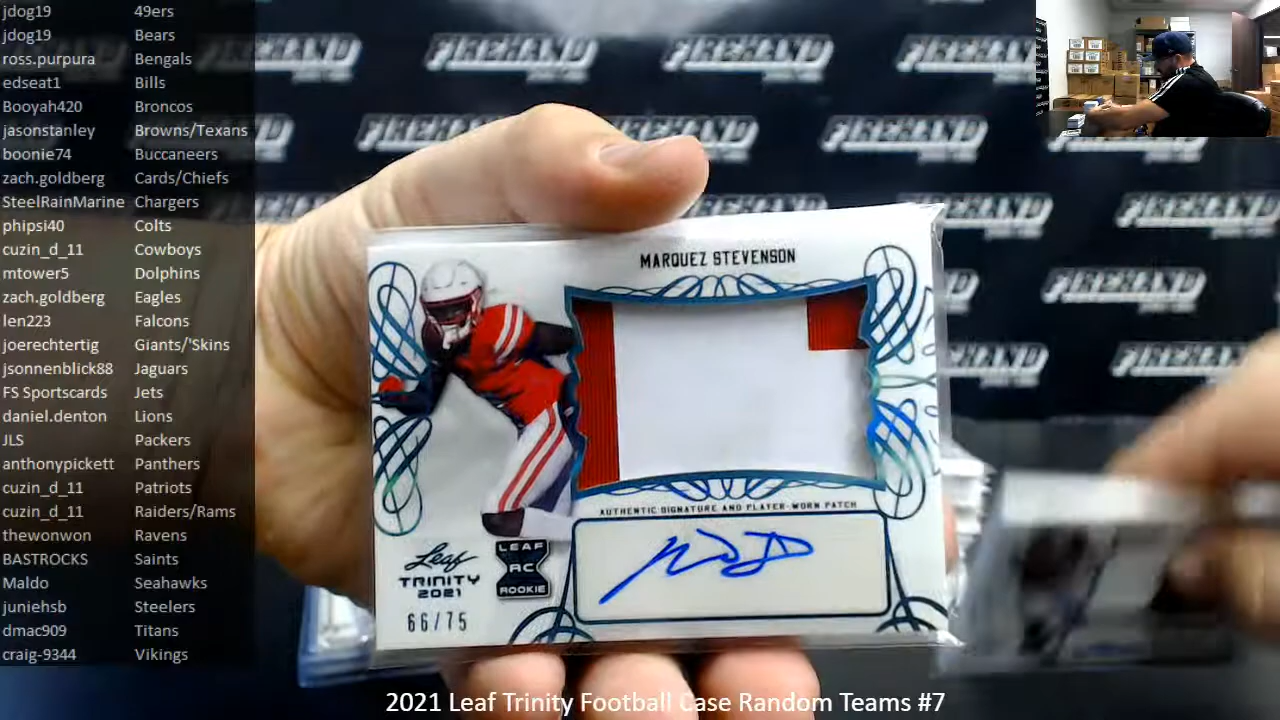 jdog19 49ers
jdog19 Bears
ross.purpura Bengals
edseat1 Bills
Booyah420 Broncos
jasonstanley Browns/Texans
boonie74 Buccaneers
zach.goldberg Cards/Chiefs
SteelRainMarine Chargers
phipsi40 Colts
cuzin_d_11 Cowboys
mtower5 Dolphins
zach.goldberg Eagles
len223 Falcons
joerechtertig Giants/'Skins
jsonnenblick88 Jaguars
FS Sportscards Jets
daniel.denton Lions
JLS Packers
anthonypickett Panthers
cuzin_d_11 Patriots
cuzin_d_11 Raiders/Rams
thewonwon Ravens
BASTROCKS Saints
Maldo Seahawks
juniehsb Steelers
dmac909 Titans
craig-9344 Vikings
FIREHAND
MARQUEZ STEVENSON
AUTHENTIC SIGNATURE AND PLAYER-WORN PATCH
Leaf
TRINITY
2021
LEAF
RC
ROOKIE
66/75
2021 Leaf Trinity Football Case Random Teams #7